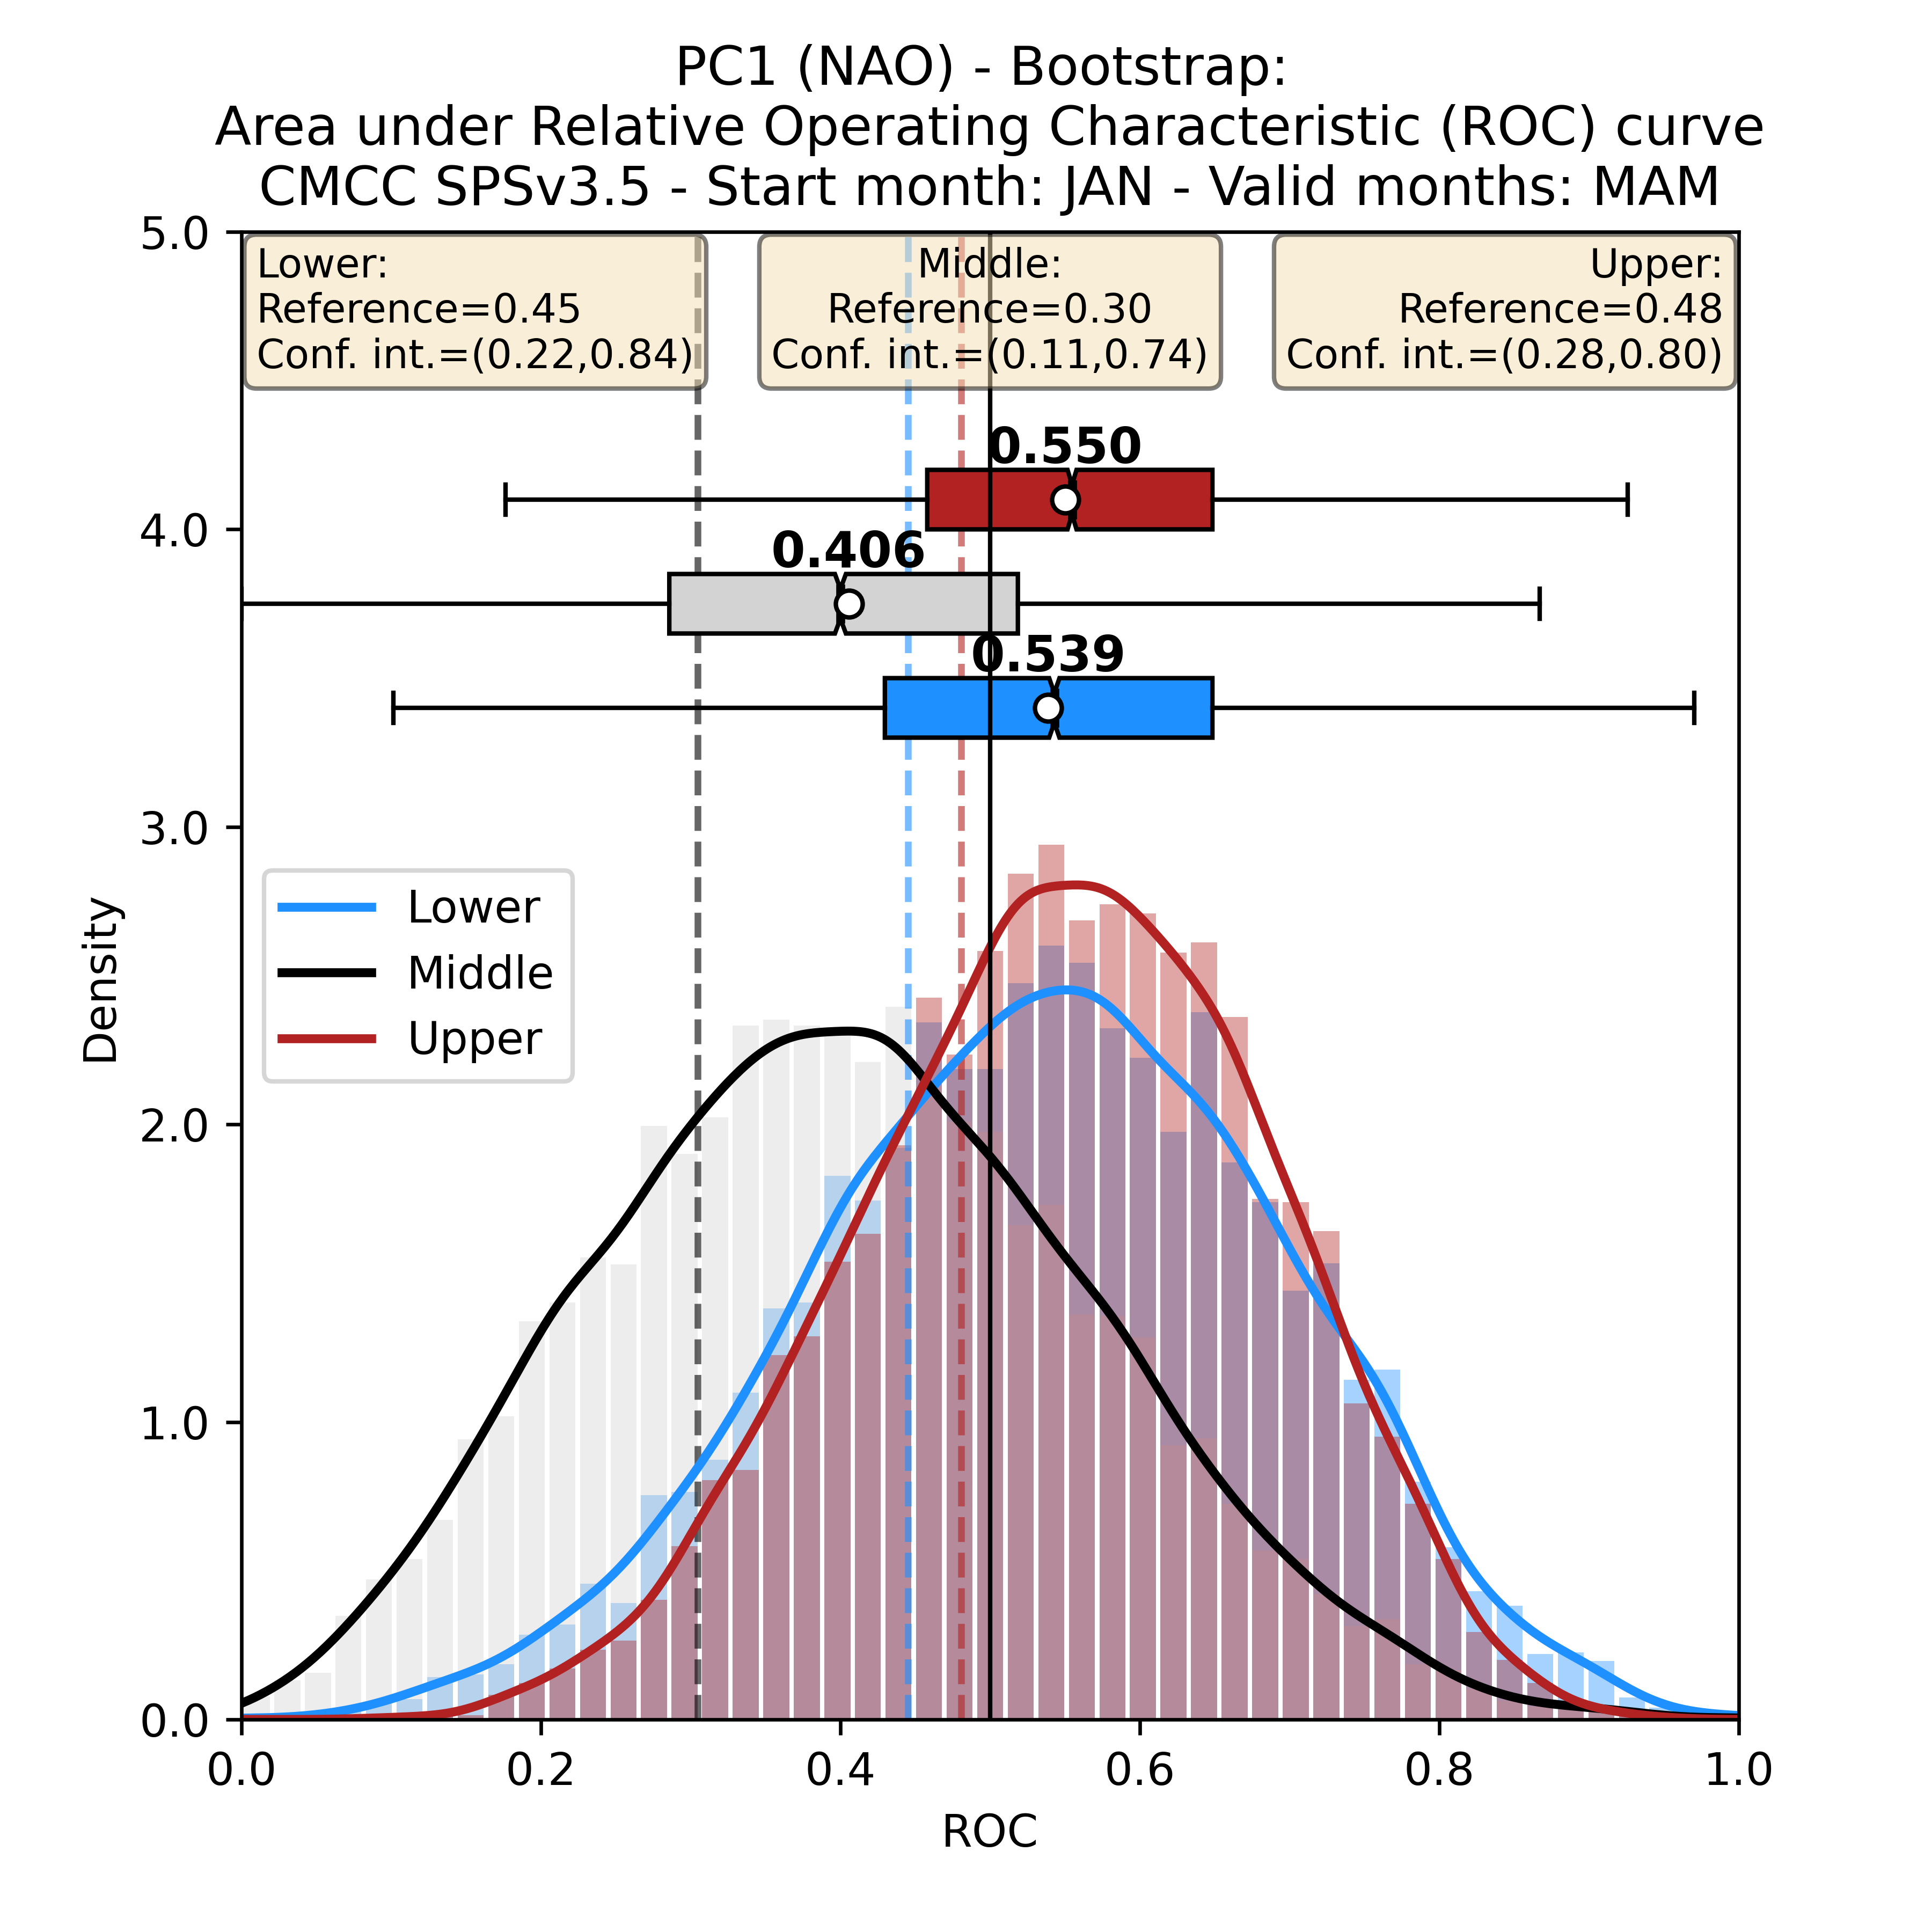 PC1 (NAO) - Bootstrap:
Area under Relative Operating Characteristic (ROC) curve
CMCC SPSv3.5 - Start month: JAN - Valid months: MAM
5.0
Lower:
Reference=0.45
Conf. int.=(0.22,0.84)
Middle:
Reference=0.30
Conf. int.=(0.11,0.74)
Upper:
Reference=0.48
Conf. int.=(0.28,0.80)
0.550
4.0
0.406
0.539
3.0
Lower
Middle
Upper
Density
2.0
1.0
0.0
0.0 0.2 0.4 0.6 0.8 1.0
ROC